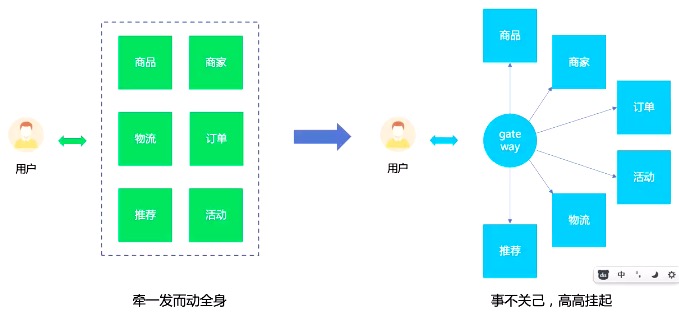 商品
商家
物流
订单
推荐
活动
用户
牵一发而动全身
商品
商家
订单
gate
way
用户
活动
物流
推荐
du
中
事不关己，高高挂起